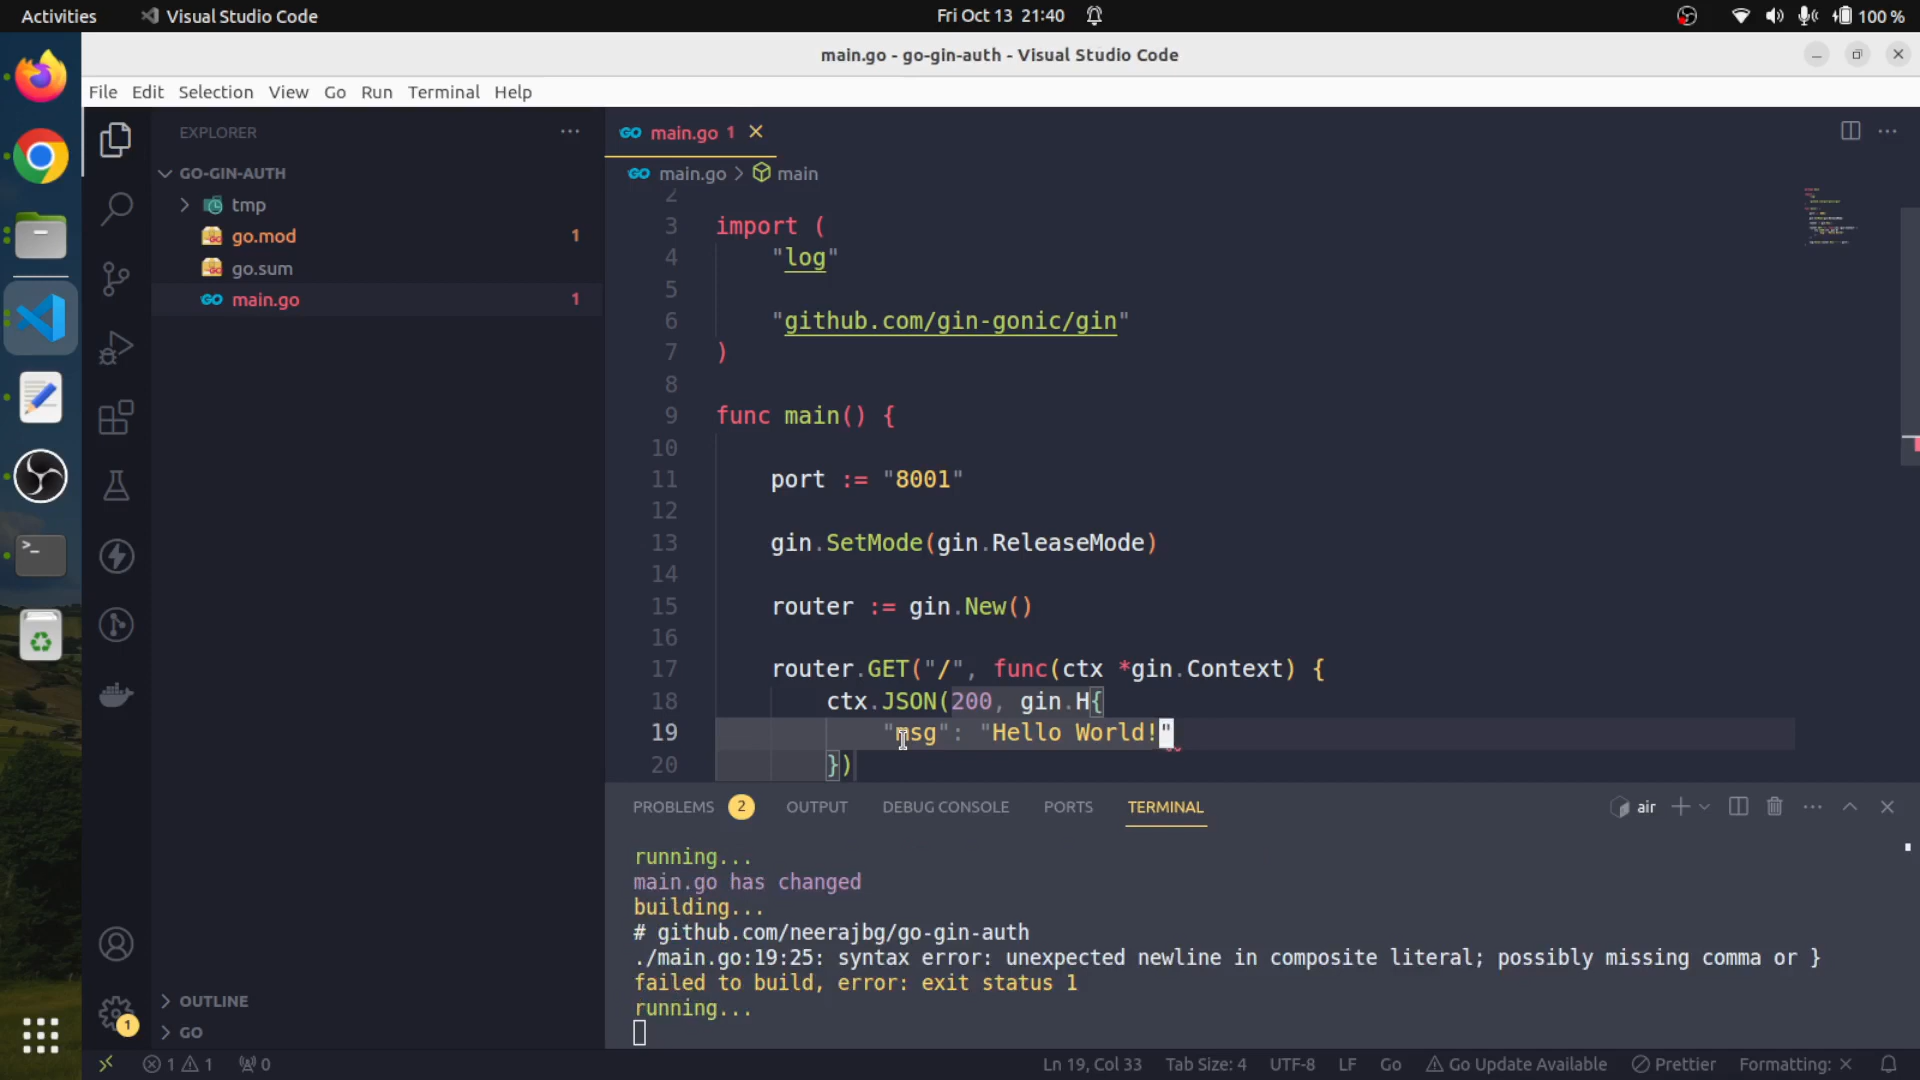 Activities
Visual Studio Code
Fri Oct 13 21:40
100 %
main.go - go-gin-auth - Visual Studio Code
File Edit Selection View Go Run Terminal Help
EXPLORER
GO-GIN-AUTH
tmp
go.mod 1
go.sum
main.go 1
OUTLINE
GO
1
main.go 1
main.go > main
2
3 import (
4 "log"
5
6 "github.com/gin-gonic/gin"
7 )
8
9 func main() {
10
11 port := "8001"
12
13 gin.SetMode(gin.ReleaseMode)
14
15 router := gin.New()
16
17 router.GET("/", func(ctx *gin.Context) {
18 ctx.JSON(200, gin.H{
19 "msg": "Hello World!"
20 })
PROBLEMS 2 OUTPUT DEBUG CONSOLE PORTS TERMINAL air
running...
main.go has changed
building...
# github.com/neerajbg/go-gin-auth
./main.go:19:25: syntax error: unexpected newline in composite literal; possibly missing comma or }
failed to build, error: exit status 1
running...
1 1 0 Ln 19, Col 33 Tab Size: 4 UTF-8 LF Go Go Update Available Prettier Formatting: ×